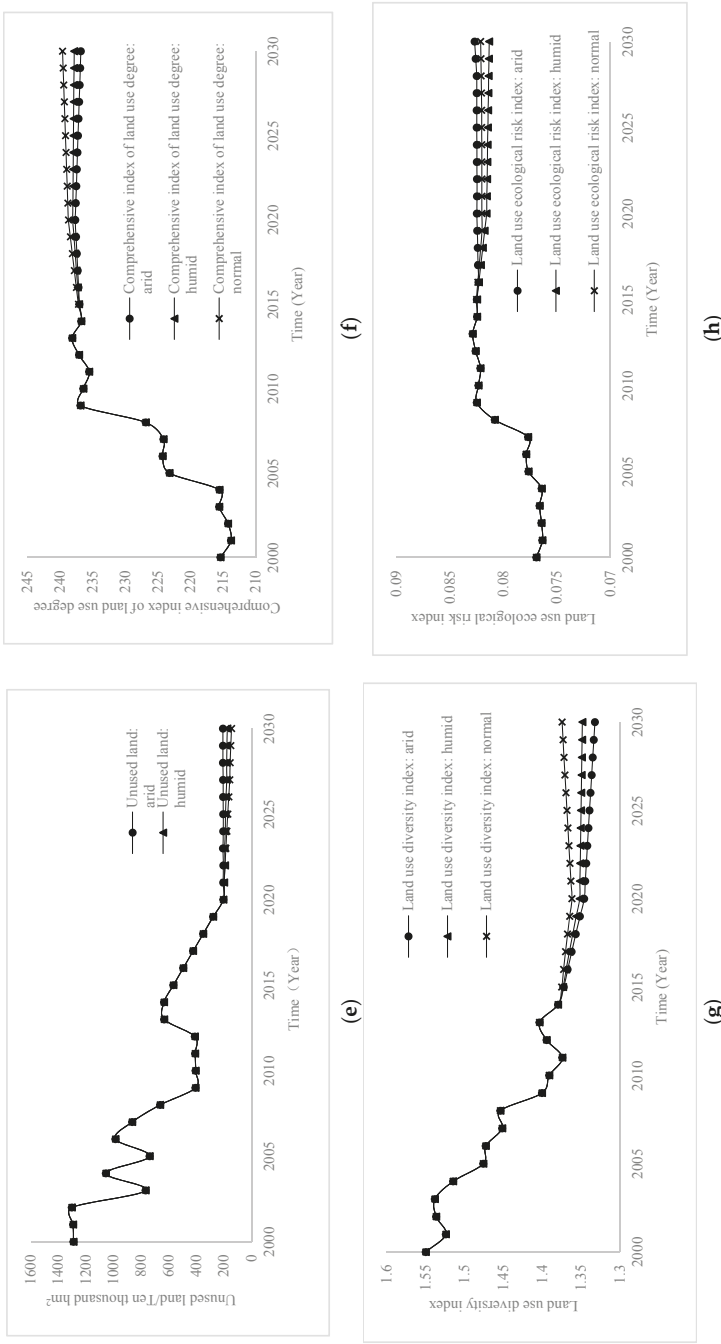 1600
1400
1200
1000
800
600
400
200
0
Unused land/Ten thousand hm²
2000
2005
2010
2015
2020
2025
2030
Time (Year)
Unused land:
arid
Unused land:
humid
(e)
245
240
235
230
225
220
215
210
Comprehensive index of land use degree
2000
2005
2010
2015
2020
2025
2030
Time (Year)
Comprehensive index of land use degree:
arid
Comprehensive index of land use degree:
humid
Comprehensive index of land use degree:
normal
(f)
1.6
1.55
1.5
1.45
1.4
1.35
1.3
Land use diversity index
2000
2005
2010
2015
2020
2025
2030
Time (Year)
Land use diversity index: arid
Land use diversity index: humid
Land use diversity index: normal
(g)
0.09
0.085
0.08
0.075
0.07
Land use ecological risk index
2000
2005
2010
2015
2020
2025
2030
Time (Year)
Land use ecological risk index: arid
Land use ecological risk index: humid
Land use ecological risk index: normal
(h)